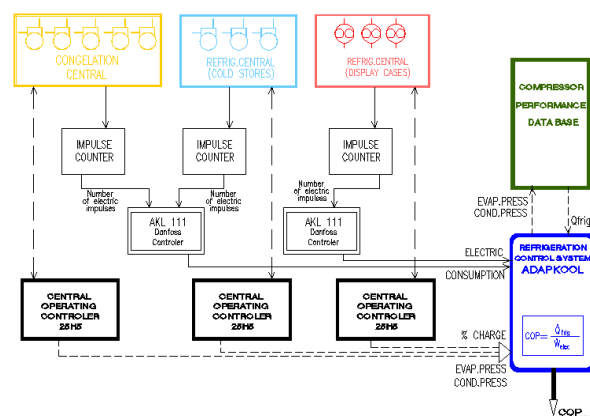 CONGELATION
CENTRAL
REFRIG.CENTRAL
(COLD STORES)
REFRIG.CENTRAL
(DISPLAY CASES)
COMPRESSOR
PERFORMANCE
DATA BASE
IMPULSE
COUNTER
IMPULSE
COUNTER
IMPULSE
COUNTER
Number
of electric
impulses
Number
of electric
impulses
Number
of electric
impulses
AKL 111
Danfoss
Controler
AKL 111
Danfoss
Controler
EVAP.PRESS
COND.PRESS
Qfrig
ELECTRIC
CONSUMPTION
REFRIGERATION
CONTROL SYSTEM
ADAPKOOL
CENTRAL
OPERATING
CONTROLER
25H5
CENTRAL
OPERATING
CONTROLER
25H5
CENTRAL
OPERATING
CONTROLER
25H5
% CHARGE
COP= Q̇frig
Ẇelec
EVAP.PRESS
COND.PRESS
COP